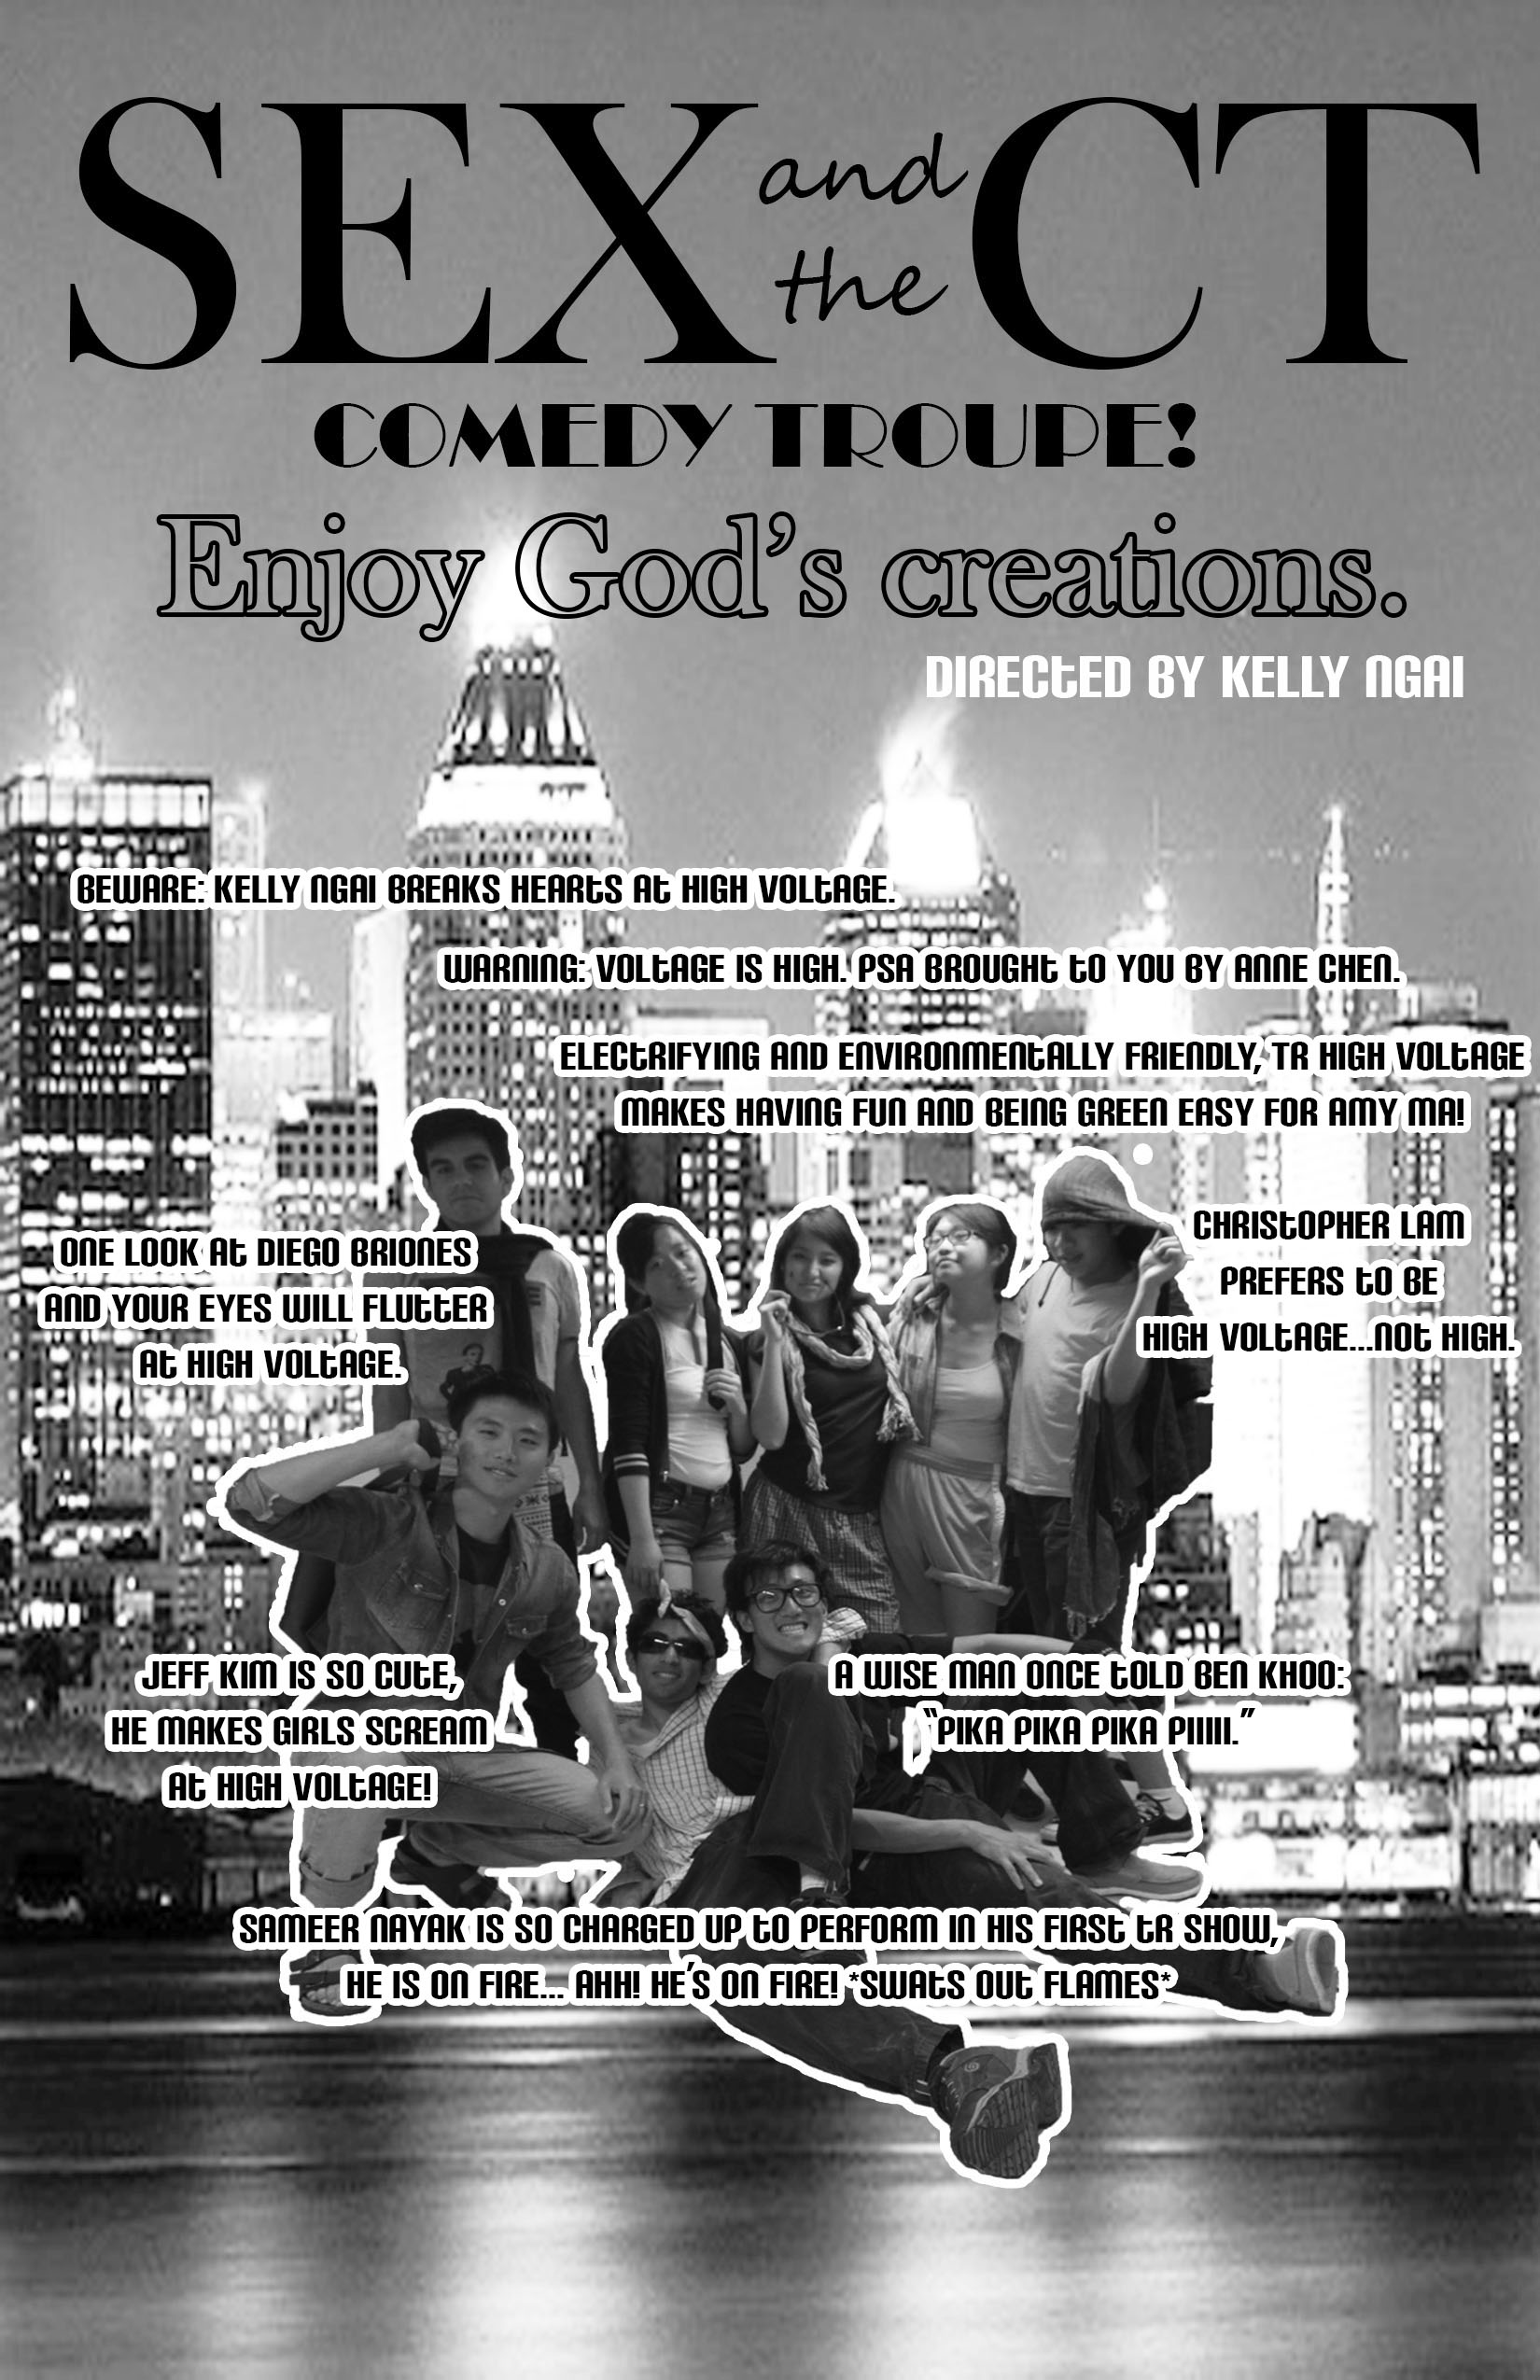 SEX and the CT
COMEDY TROUPE!
Enjoy God's creations.
DIRECTED BY KELLY NGAI
BEWARE: KELLY NGAI BREAKS HEARTS AT HIGH VOLTAGE.
WARNING: VOLTAGE IS HIGH. PSA BROUGHT TO YOU BY ANNE CHEN.
ELECTRIFYING AND ENVIRONMENTALLY FRIENDLY, TR HIGH VOLTAGE
MAKES HAVING FUN AND BEING GREEN EASY FOR AMY MA!
ONE LOOK AT DIEGO BRIONES
AND YOUR EYES WILL FLUTTER
AT HIGH VOLTAGE.
CHRISTOPHER LAM
PREFERS TO BE
HIGH VOLTAGE...NOT HIGH.
JEFF KIM IS SO CUTE,
HE MAKES GIRLS SCREAM
AT HIGH VOLTAGE!
A WISE MAN ONCE TOLD BEN KHOO:
"PIKA PIKA PIKA PIIIII."
SAMEER NAYAK IS SO CHARGED UP TO PERFORM IN HIS FIRST TR SHOW,
HE IS ON FIRE... AHH! HE'S ON FIRE! *SWATS OUT FLAMES*